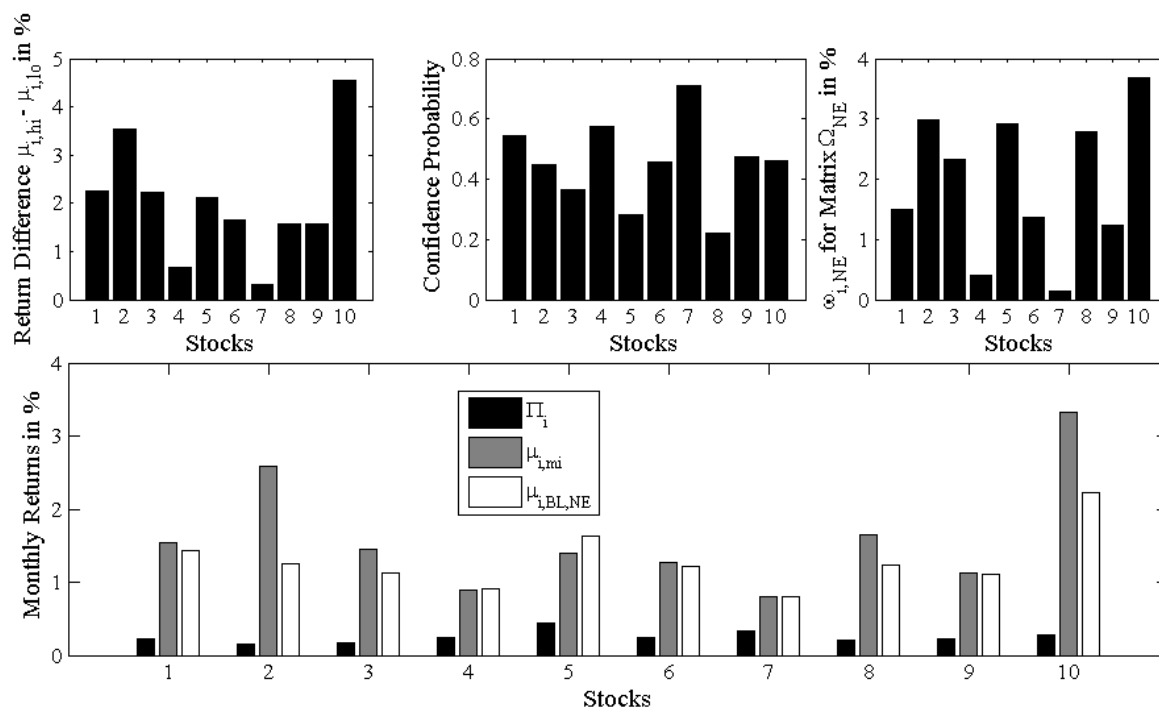 Return Difference μi,hi - μi,lo in %
5
4
3
2
1
0
1 2 3 4 5 6 7 8 9 10
Stocks
Confidence Probability
0.8
0.6
0.4
0.2
0
1 2 3 4 5 6 7 8 9 10
Stocks
ωi,NE for Matrix ΩNE in %
4
3
2
1
0
1 2 3 4 5 6 7 8 9 10
Stocks
Monthly Returns in %
4
3
2
1
0
Πi
μi,mi
μi,BL,NE
1 2 3 4 5 6 7 8 9 10
Stocks